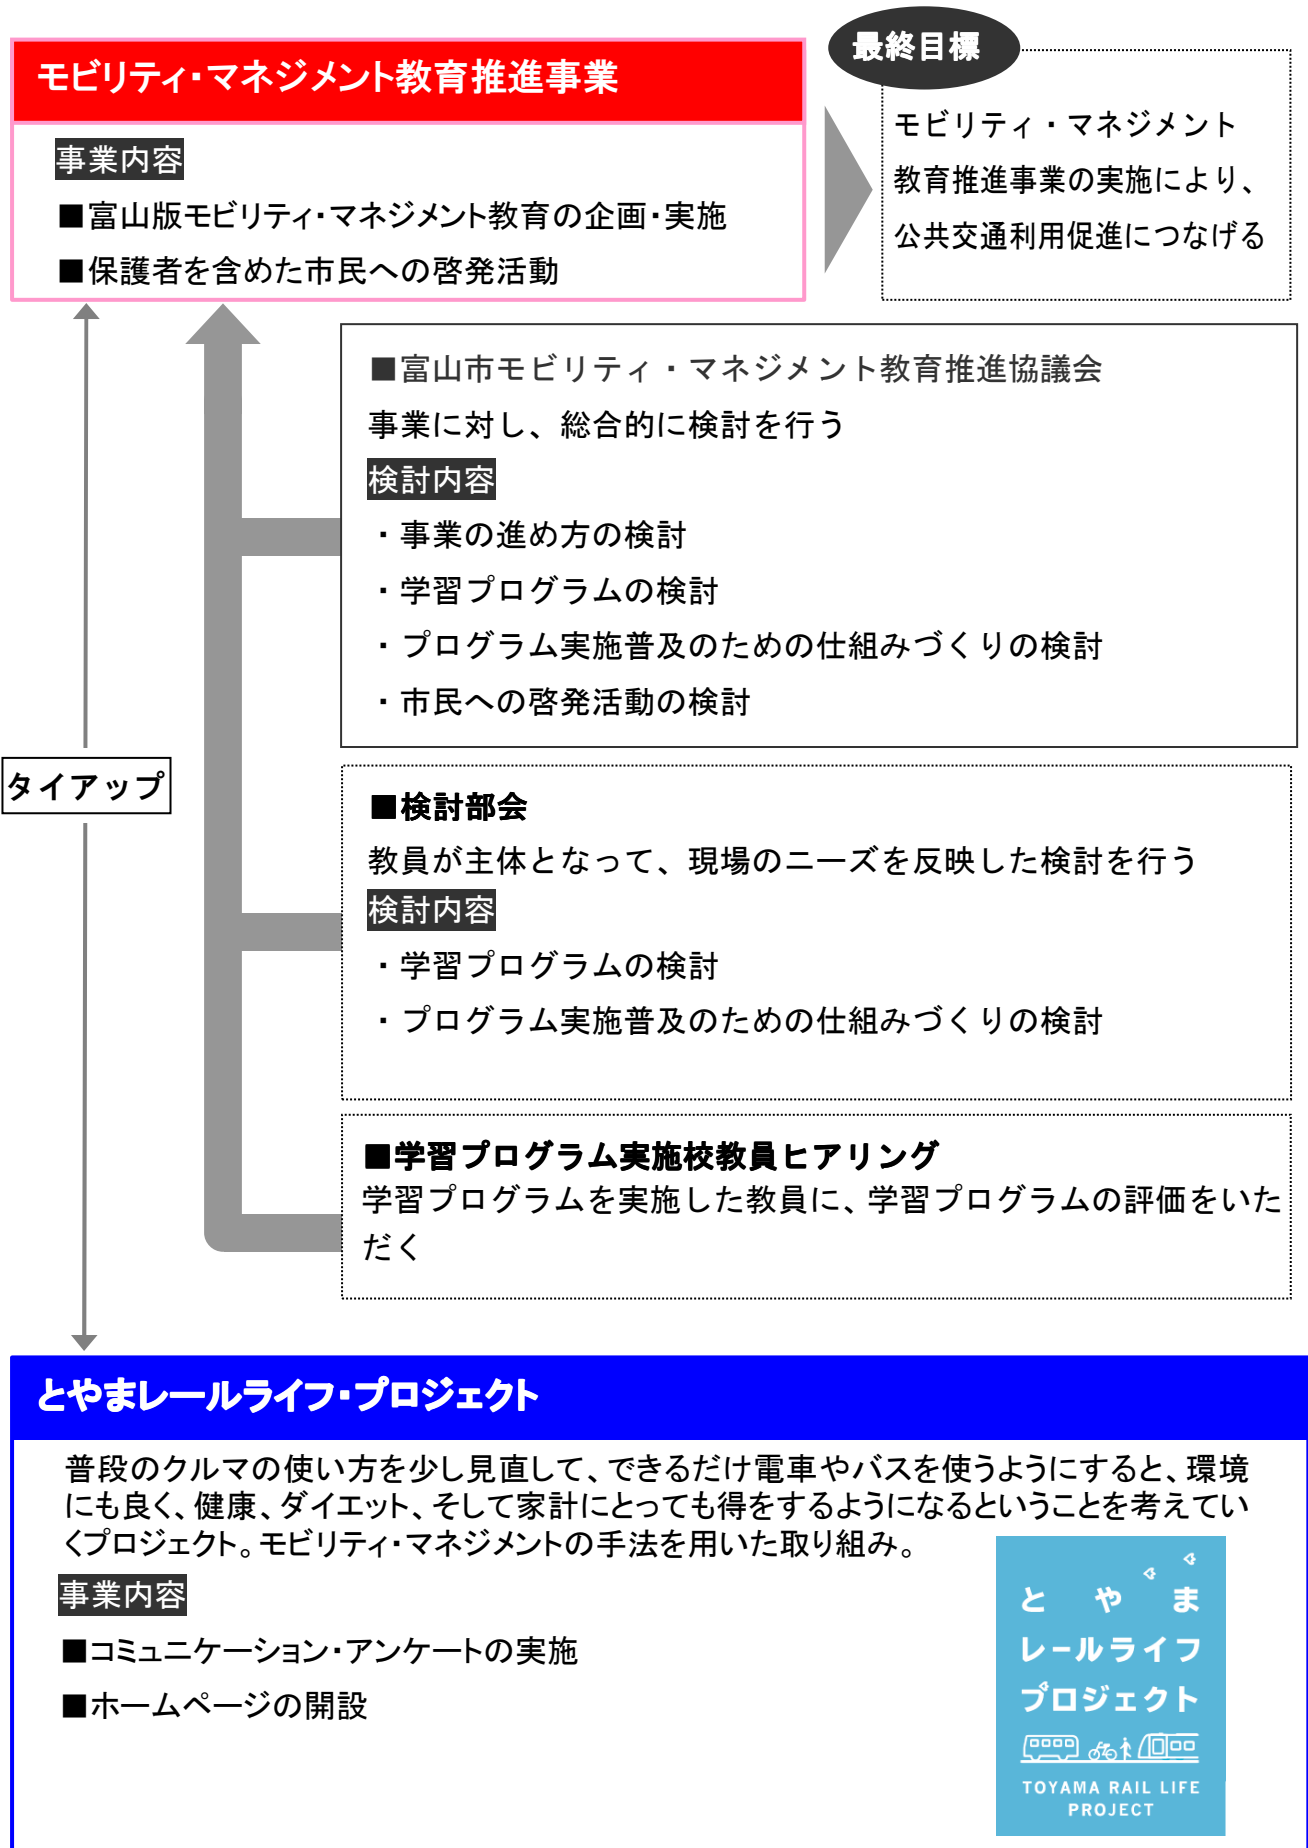 最終目標
モビリティ・マネジメント教育推進事業
事業内容
■富山版モビリティ・マネジメント教育の企画・実施
■保護者を含めた市民への啓発活動
モビリティ・マネジメント
教育推進事業の実施により、
公共交通利用促進につなげる
■富山市モビリティ・マネジメント教育推進協議会
事業に対し、総合的に検討を行う
検討内容
・事業の進め方の検討
・学習プログラムの検討
・プログラム実施普及のための仕組みづくりの検討
・市民への啓発活動の検討
タイアップ
■検討部会
教員が主体となって、現場のニーズを反映した検討を行う
検討内容
・学習プログラムの検討
・プログラム実施普及のための仕組みづくりの検討
■学習プログラム実施校教員ヒアリング
学習プログラムを実施した教員に、学習プログラムの評価をいた
だく
とやまレールライフ・プロジェクト
普段のクルマの使い方を少し見直して、できるだけ電車やバスを使うようにすると、環境
にも良く、健康、ダイエット、そして家計にとっても得をするようになるということを考えてい
くプロジェクト。モビリティ・マネジメントの手法を用いた取り組み。
事業内容
■コミュニケーション・アンケートの実施
■ホームページの開設
とやま
レールライフ
プロジェクト
TOYAMA RAIL LIFE
PROJECT